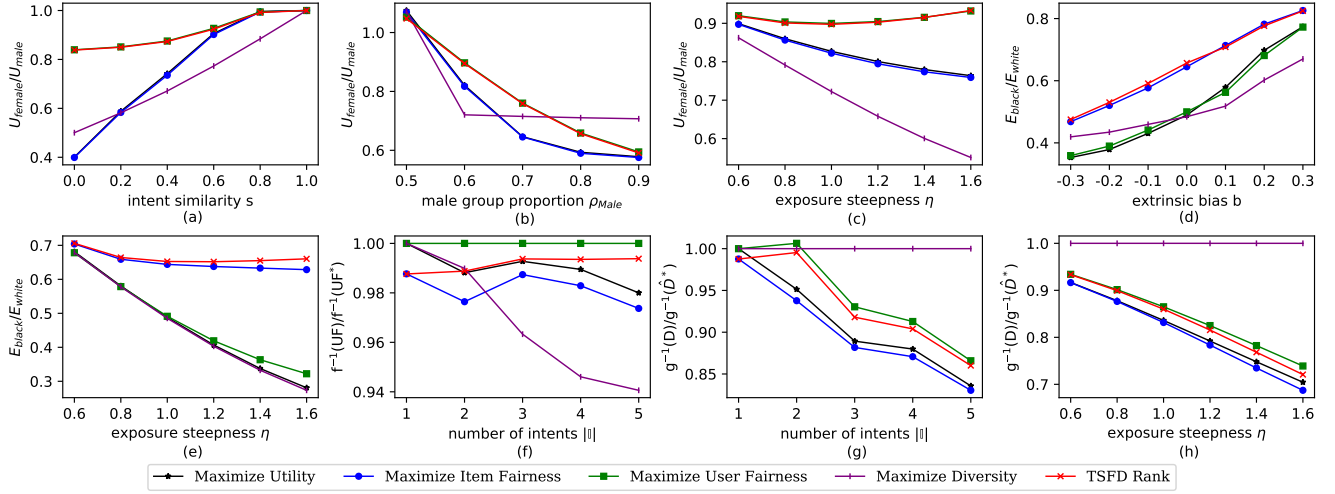 1.0
0.8
0.6
0.4
U_female/U_male
0.0 0.2 0.4 0.6 0.8 1.0
intent similarity s
(a)
1.0
0.8
0.6
U_female/U_male
0.5 0.6 0.7 0.8 0.9
male group proportion ρ_Male
(b)
0.9
0.8
0.7
0.6
U_female/U_male
0.6 0.8 1.0 1.2 1.4 1.6
exposure steepness η
(c)
0.8
0.6
0.4
E_black/E_white
-0.3 -0.2 -0.1 0.0 0.1 0.2 0.3
extrinsic bias b
(d)
0.7
0.6
0.5
0.4
0.3
E_black/E_white
0.6 0.8 1.0 1.2 1.4 1.6
exposure steepness η
(e)
1.00
0.98
0.96
0.94
f⁻¹(UF)/f⁻¹(UF*)
1 2 3 4 5
number of intents |𝕀|
(f)
1.00
0.95
0.90
0.85
g⁻¹(D)/g⁻¹(D̂*)
1 2 3 4 5
number of intents |𝕀|
(g)
1.0
0.9
0.8
0.7
g⁻¹(D)/g⁻¹(D̂*)
0.6 0.8 1.0 1.2 1.4 1.6
exposure steepness η
(h)
Maximize Utility Maximize Item Fairness Maximize User Fairness Maximize Diversity TSFD Rank